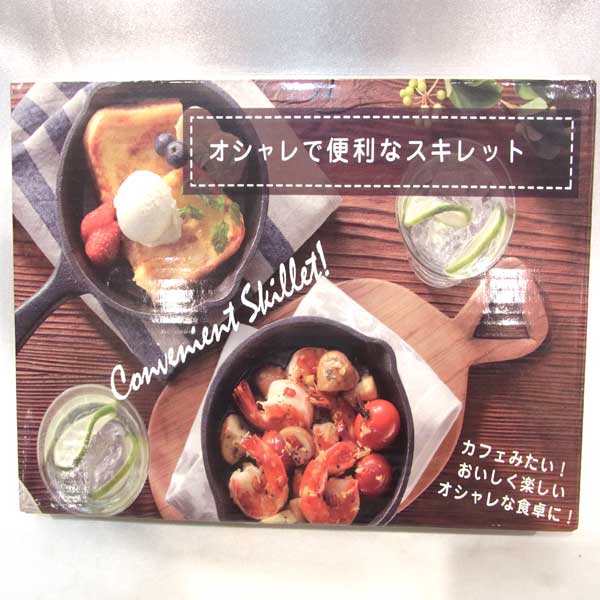 オシャレで便利なスキレット
Convenient Skillet!
カフェみたい！
おいしく楽しい
オシャレな食卓に！